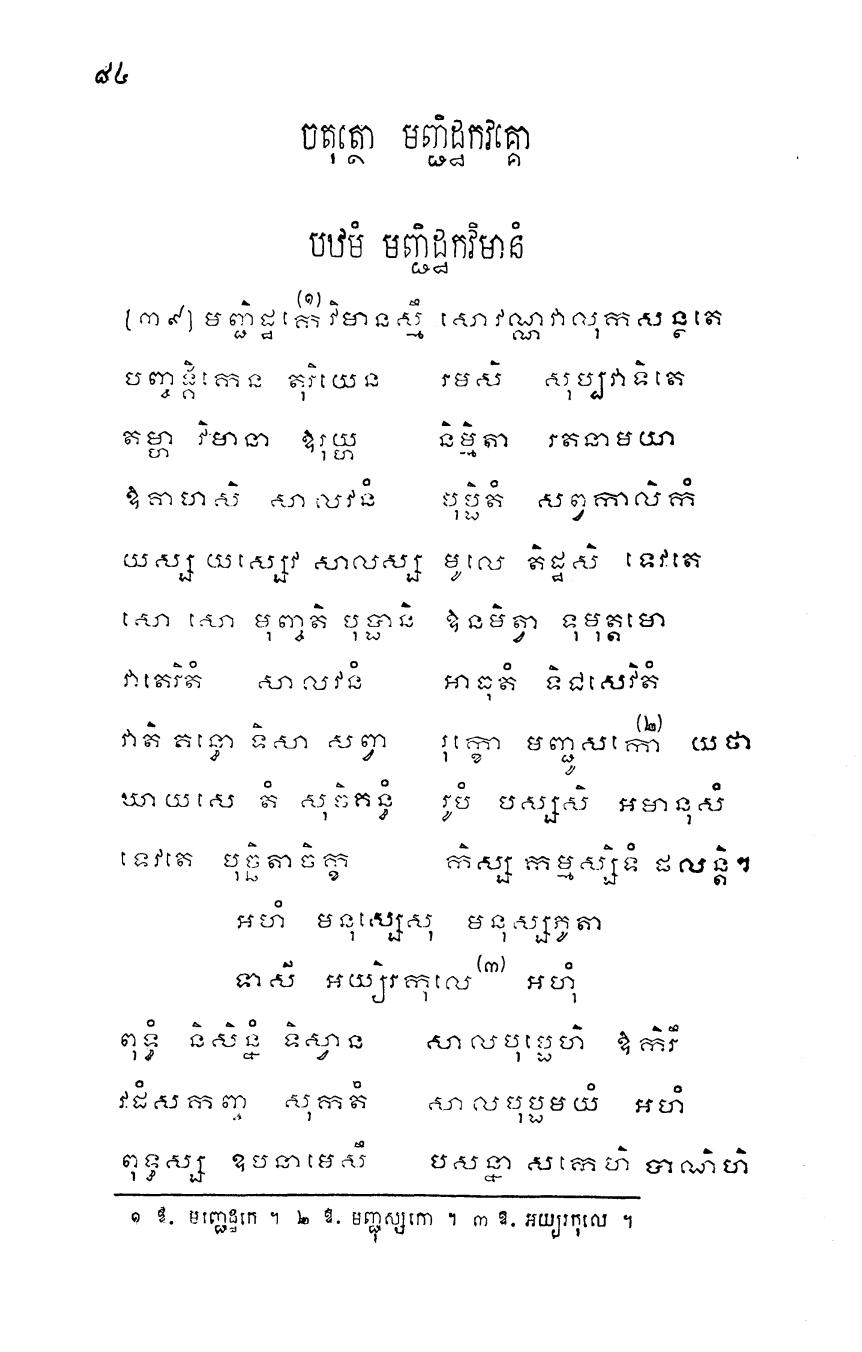 ៨៤
ចតុត្ថោ មញ្ជិដ្ឋកវគ្គោ
បឋមំ មញ្ជិដ្ឋកវិមានំ
[៣៩] មញ្ជិដ្ឋកេ(១)វិមានស្មឹ សោវណ្ណវាលុកសន្ថតេ
បញ្ចង្គិកេន តុរិយេន រមសិ សុប្បវាទិតេ
តម្ហា វិមានា ឱរុយ្ហ និម្មិតា រតនាមយា
ឱគាហសិ សាលវនំ បុប្ផិតំ សព្វកាលិកំ
យស្ស យស្សេវ សាលស្ស មូលេ តិដ្ឋសិ ទេវតេ
សោ សោ មុញ្ចតិ បុប្ផានិ ឱនមិត្វា ទុមុត្តមោ
វាតេរិតំ សាលវនំ អាធុតំ ទិជសេវិតំ
វាតិ គន្ធោ ទិសា សព្វា រុក្ខោ មញ្ជូសកោ(២) យថា
ឃាយសេ តំ សុចិគន្ធំ រូបំ បស្សសិ អមានុសំ
ទេវតេ បុច្ឆិតាចិក្ខ កិស្ស កម្មស្សិទំ ផលន្តិ។
អហំ មនុស្សេសុ មនុស្សភូតា
ទាសី អយ្យិរកុលេ(៣) អហុំ
ពុទ្ធំ និសិន្នំ ទិស្វាន សាលបុប្ផេហិ ឱកិរឹ
វដំសកញ្ច សុកតំ សាលបុប្ផមយំ អហំ
ពុទ្ធស្ស ឧបនាមេសឹ បសន្នា សកេហិ បាណិហិ
១ ឱ. មញ្ជេដ្ឋកេ ។ ២ ឱ. មញ្ជុស្សកោ ។ ៣ ឱ. អយ្យរកុលេ ។